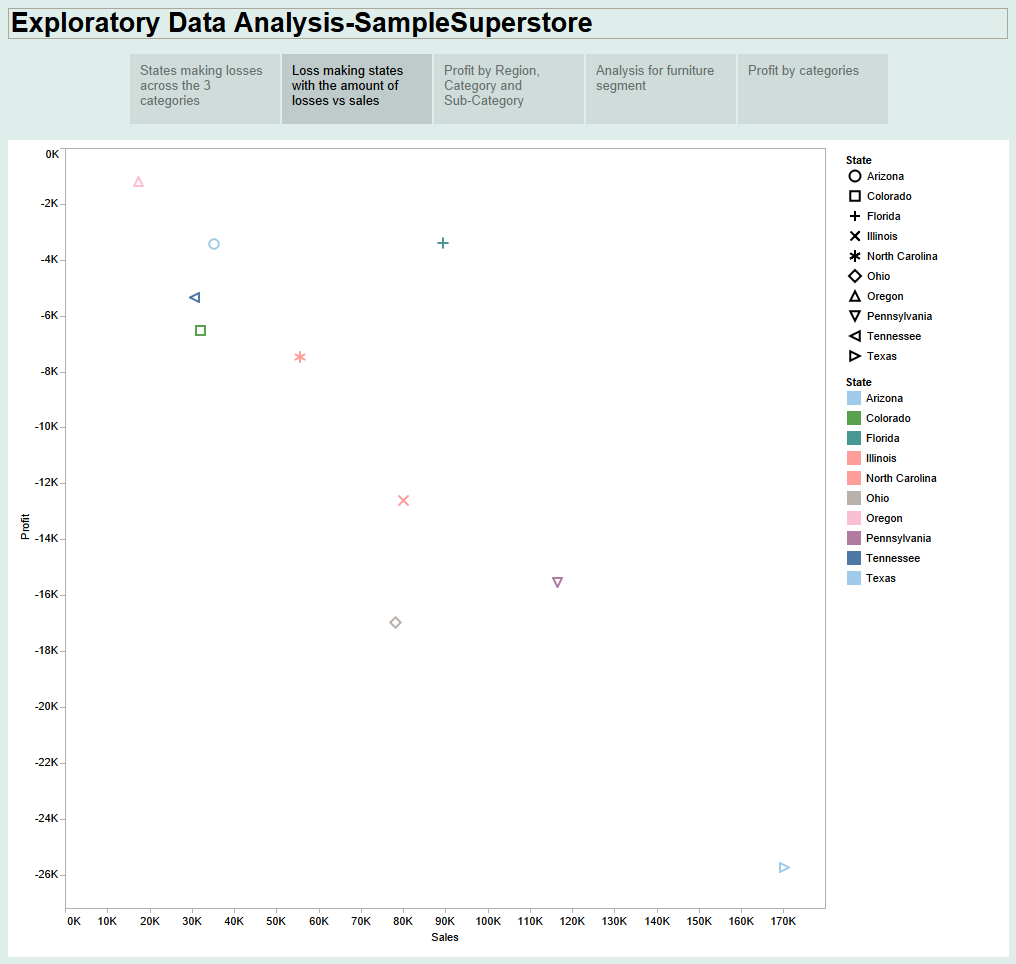 Exploratory Data Analysis-SampleSuperstore
States making losses
across the 3
categories
Loss making states
with the amount of
losses vs sales
Profit by Region,
Category and
Sub-Category
Analysis for furniture
segment
Profit by categories
0K
-2K
-4K
-6K
-8K
-10K
-12K
-14K
-16K
-18K
-20K
-22K
-24K
-26K
Profit
0K 10K 20K 30K 40K 50K 60K 70K 80K 90K 100K 110K 120K 130K 140K 150K 160K 170K
Sales
State
Arizona
Colorado
Florida
Illinois
North Carolina
Ohio
Oregon
Pennsylvania
Tennessee
Texas
State
Arizona
Colorado
Florida
Illinois
North Carolina
Ohio
Oregon
Pennsylvania
Tennessee
Texas